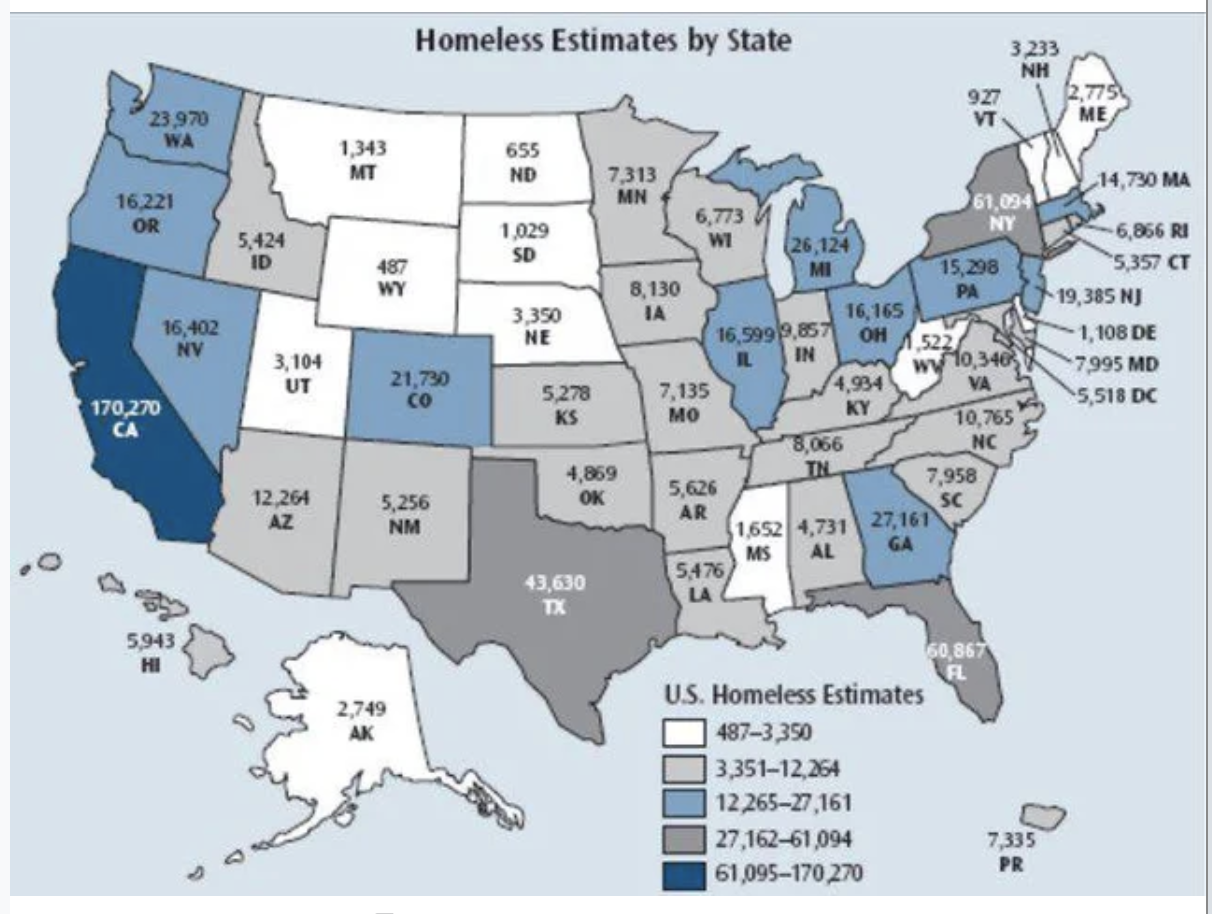 Homeless Estimates by State
3,233
NH
927
VT
2,775
ME
23,970
WA
1,343
MT
655
ND
7,313
MN
14,730 MA
16,221
OR
5,424
ID
1,029
SD
6,773
WI
61,094
NY
6,866 RI
5,357 CT
487
WY
26,124
MI
15,298
PA
8,130
IA
19,385 NJ
16,402
NV
3,350
NE
16,599
IL
9,857
IN
16,165
OH
1,108 DE
3,104
UT
1,522
WV
10,346
VA
7,995 MD
21,730
CO
5,278
KS
7,135
MO
4,934
KY
5,518 DC
170,270
CA
10,765
NC
8,066
TN
12,264
AZ
5,256
NM
4,869
OK
5,626
AR
7,958
SC
1,652
MS
4,731
AL
27,161
GA
43,630
TX
5,476
LA
5,943
HI
60,867
FL
2,749
AK
U.S. Homeless Estimates
487–3,350
3,351–12,264
12,265–27,161
27,162–61,094
61,095–170,270
7,335
PR